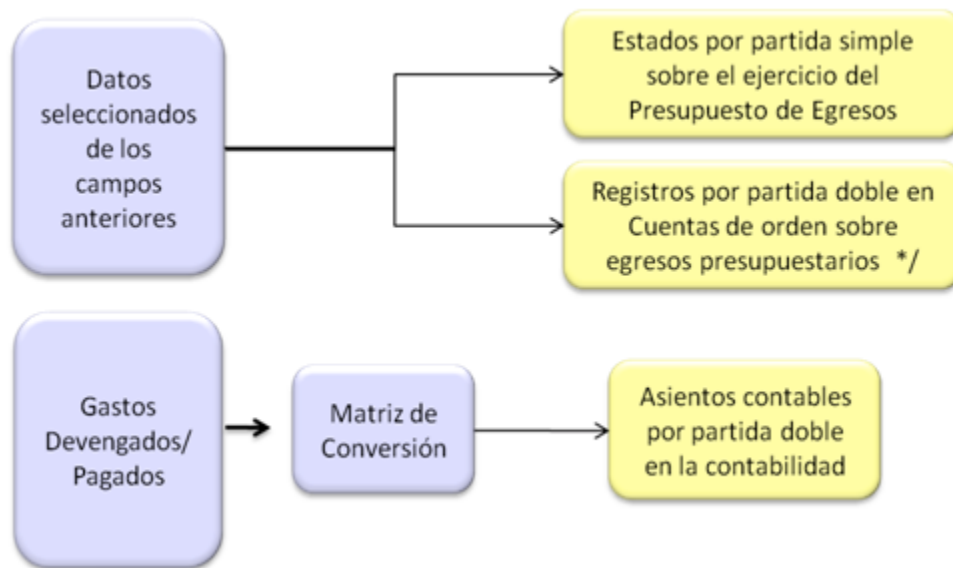 Datos
seleccionados
de los
campos
anteriores
Estados por partida simple
sobre el ejercicio del
Presupuesto de Egresos
Registros por partida doble en
Cuentas de orden sobre
egresos presupuestarios */
Gastos
Devengados/
Pagados
Matriz de
Conversión
Asientos contables
por partida doble
en la contabilidad